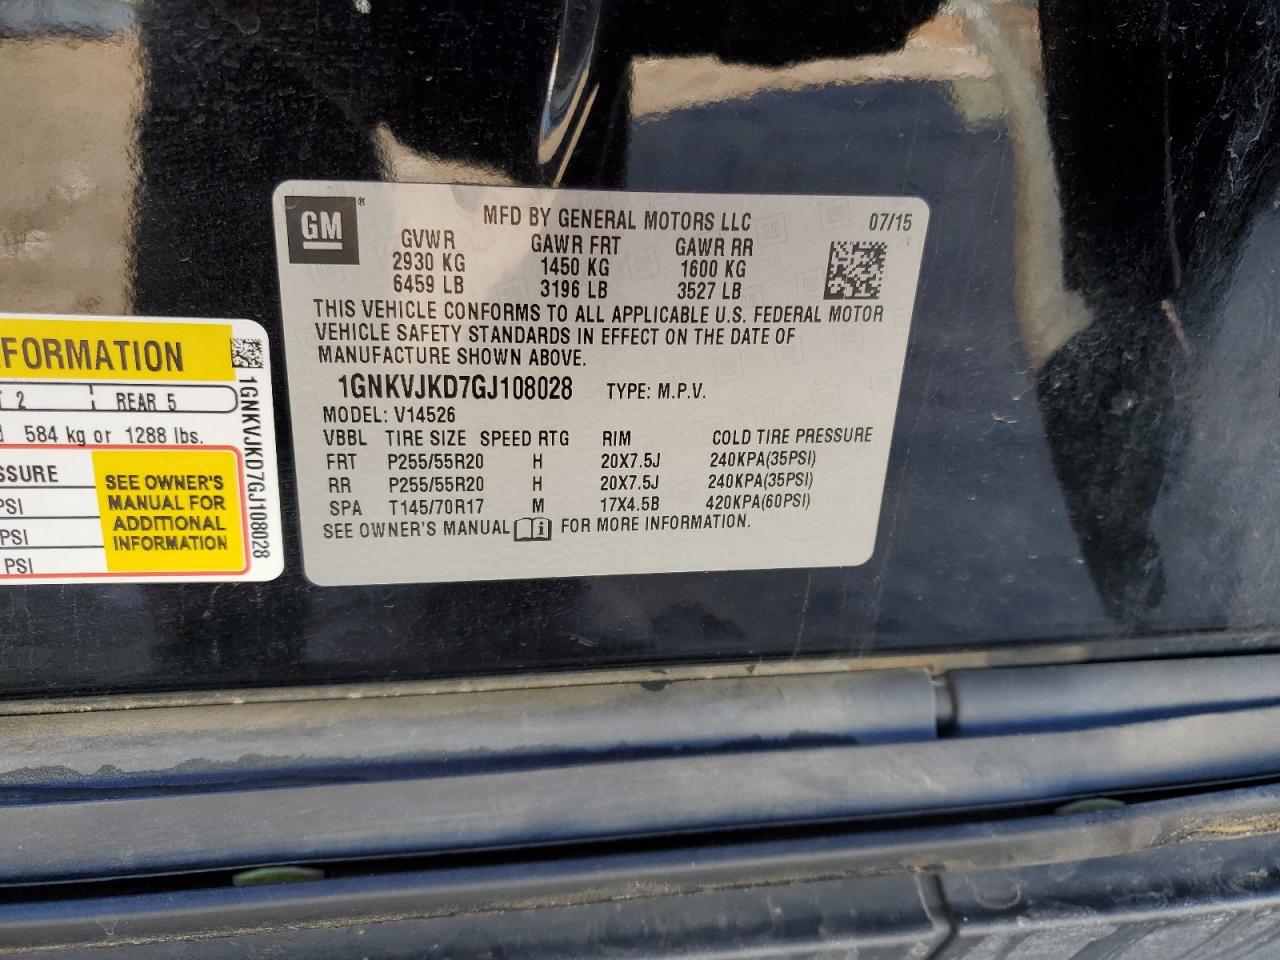 GM ®
MFD BY GENERAL MOTORS LLC 07/15
GVWR GAWR FRT GAWR RR
2930 KG 1450 KG 1600 KG
6459 LB 3196 LB 3527 LB
THIS VEHICLE CONFORMS TO ALL APPLICABLE U.S. FEDERAL MOTOR
VEHICLE SAFETY STANDARDS IN EFFECT ON THE DATE OF
MANUFACTURE SHOWN ABOVE.
1GNKVJKD7GJ108028 TYPE: M.P.V.
MODEL: V14526
VBBL TIRE SIZE SPEED RTG RIM COLD TIRE PRESSURE
FRT P255/55R20 H 20X7.5J 240KPA(35PSI)
RR P255/55R20 H 20X7.5J 240KPA(35PSI)
SPA T145/70R17 M 17X4.5B 420KPA(60PSI)
SEE OWNER'S MANUAL i FOR MORE INFORMATION.
FORMATION
2 REAR 5
584 kg or 1288 lbs.
SSURE
PSI
PSI
PSI
SEE OWNER'S
MANUAL FOR
ADDITIONAL
INFORMATION
1GNKVJKD7GJ108028